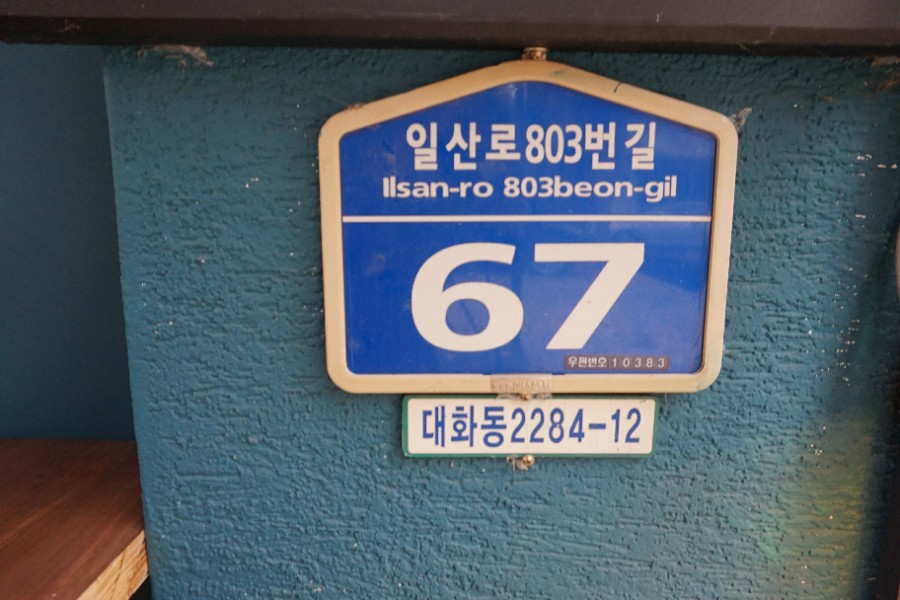 일산로803번길
Ilsan-ro 803beon-gil
67
우편번호 10383
대화동2284-12